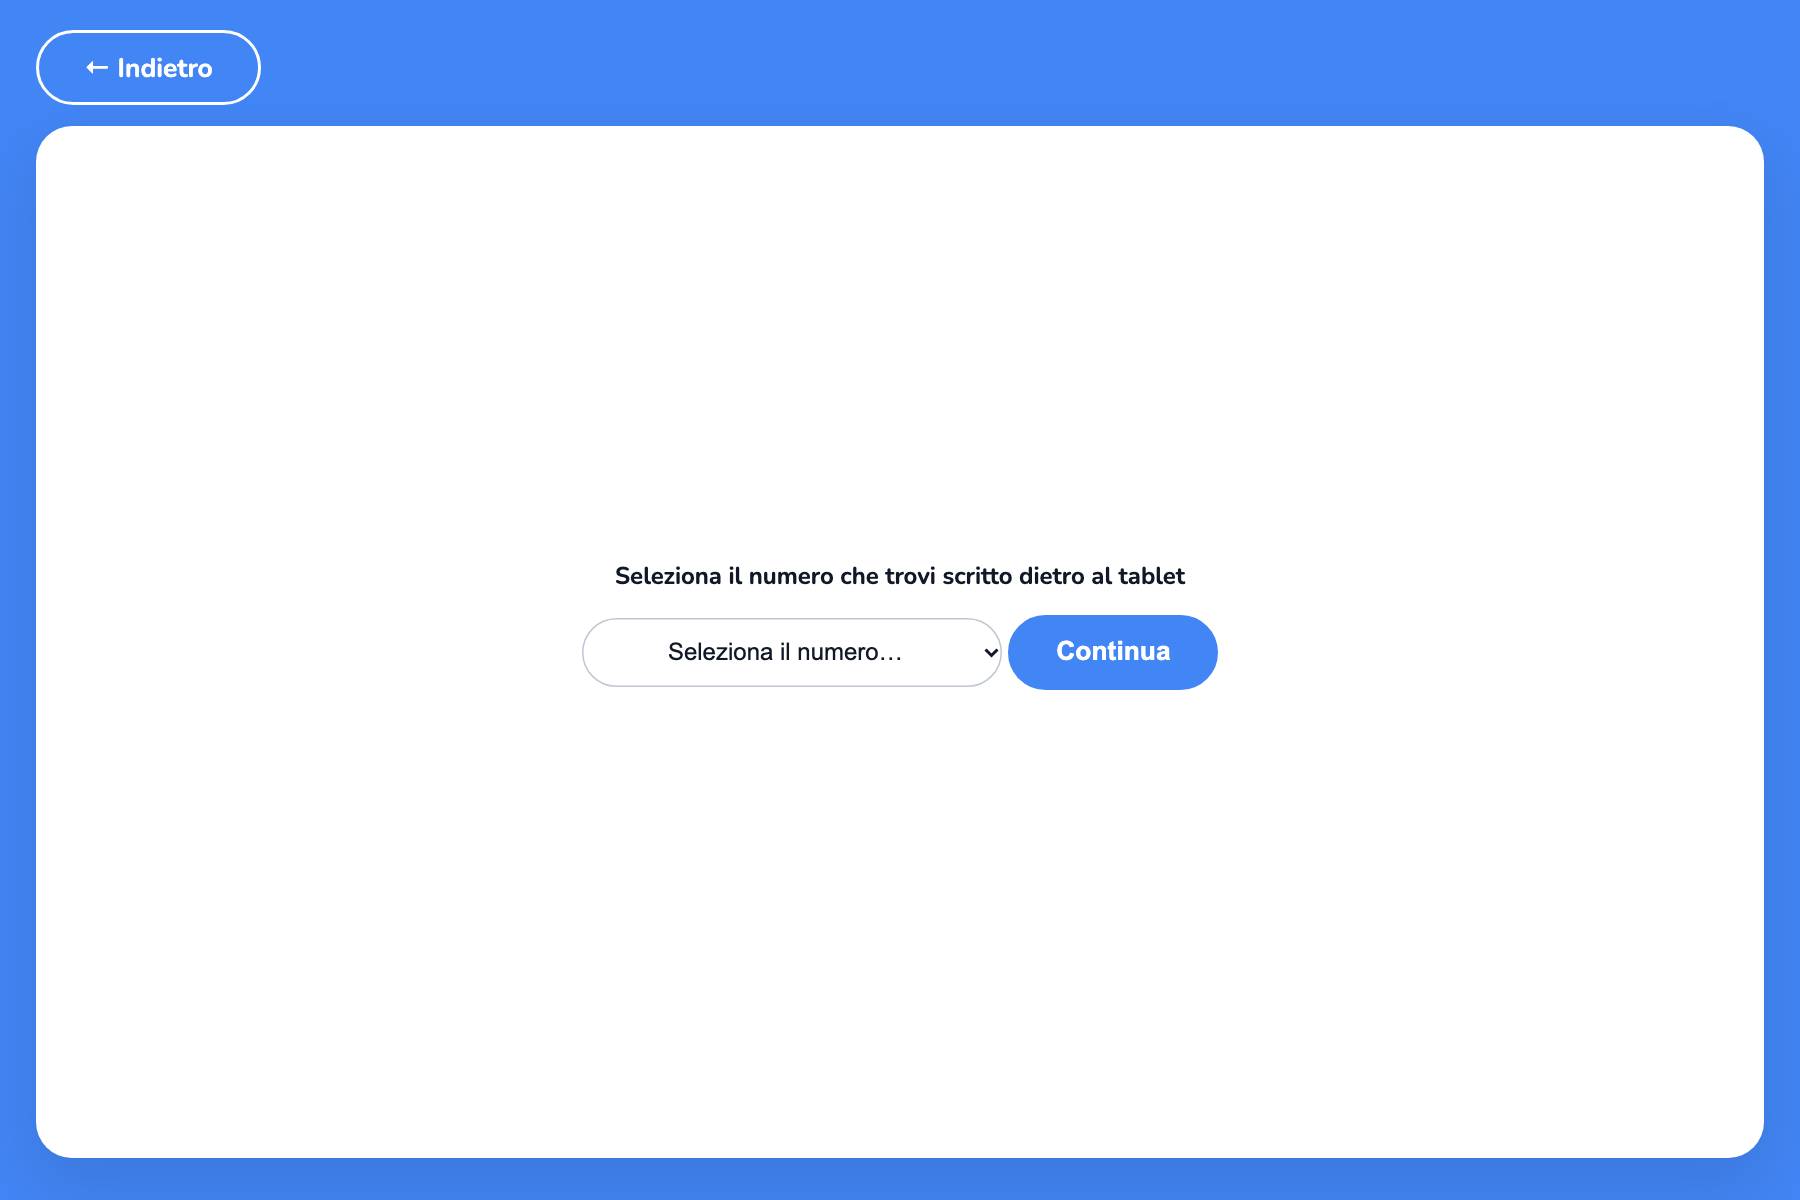 ← Indietro
Seleziona il numero che trovi scritto dietro al tablet
Seleziona il numero...
Continua